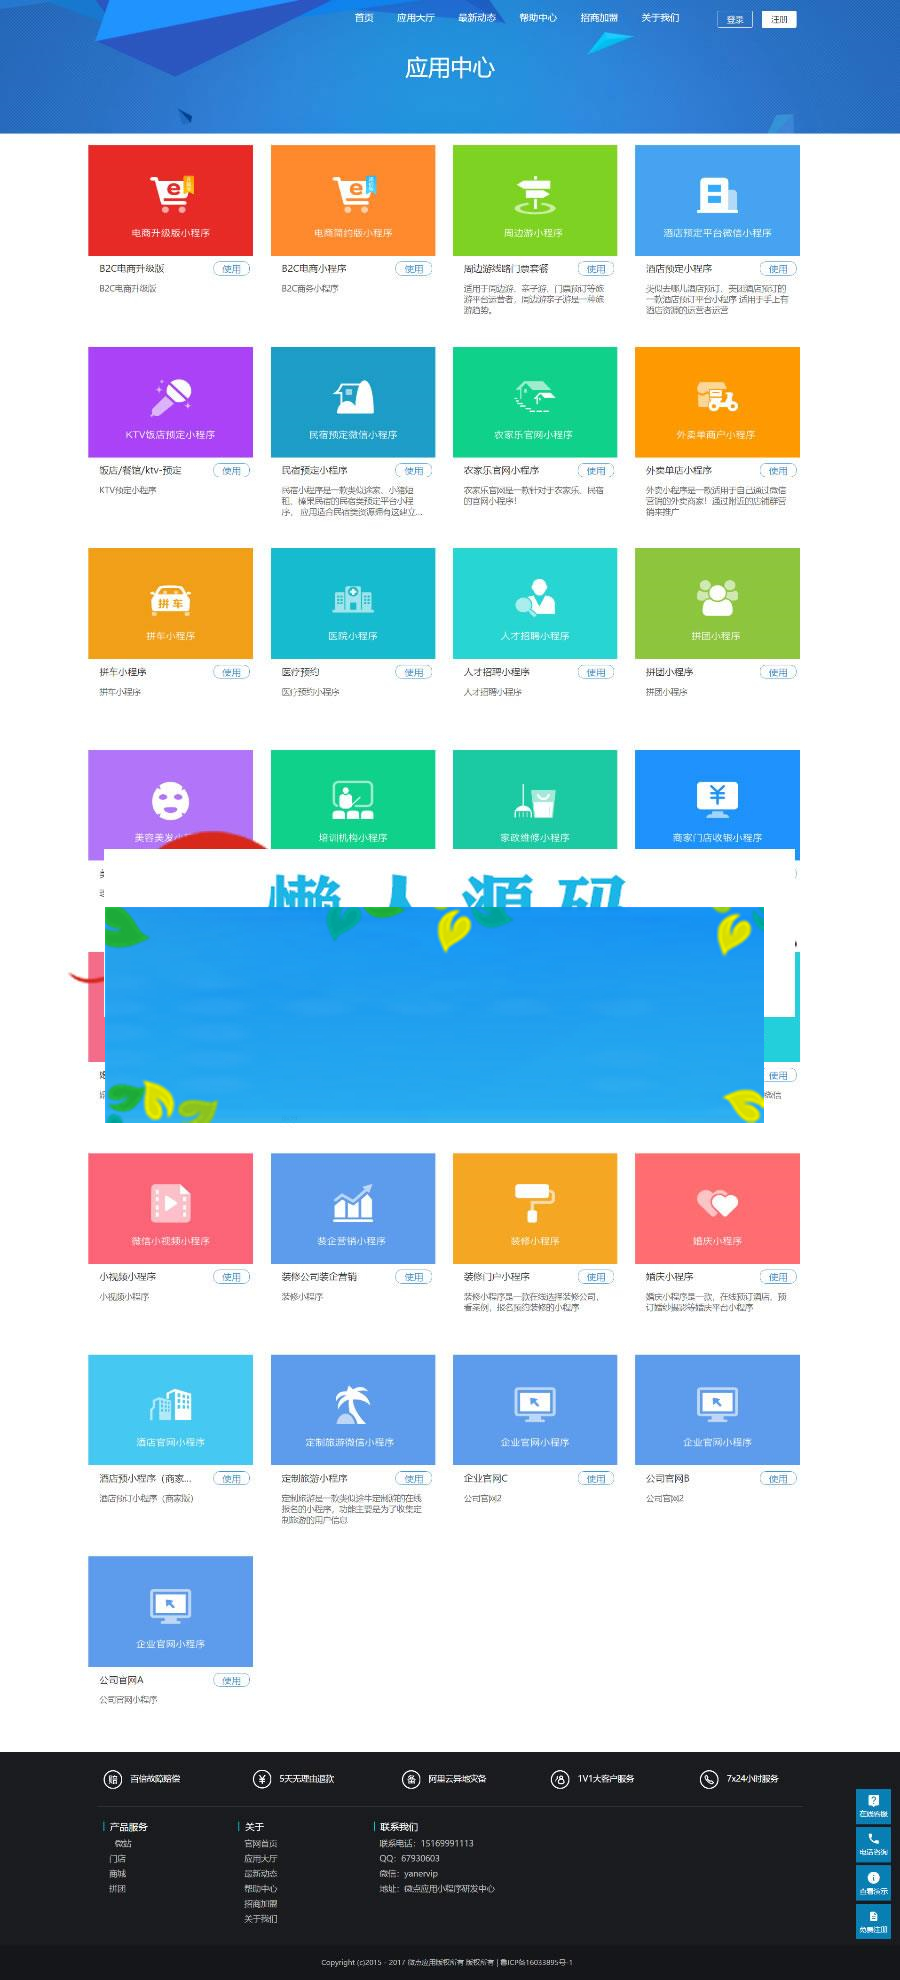 首页 应用大厅 最新动态 帮助中心 招商加盟 关于我们 登录 注册
应用中心
电商升级版小程序 电商简约版小程序 周边游小程序 酒店预定平台微信小程序
B2C电商升级版 使用 B2C电商小程序 使用 周边游线路门票套餐 使用 酒店预定小程序 使用
B2C电商升级版 B2C商务小程序 适用于周边游、亲子游、门票预订等旅 类似去哪儿酒店预订、美团酒店预订的
游平台运营者，周边游亲子游是一种旅 一款酒店预订平台小程序 适用于手上有
游趋势。 酒店资源的运营者运营
KTV饭店预定小程序 民宿预定微信小程序 农家乐官网小程序 外卖单商户小程序
饭店/餐馆/ktv-预定 使用 民宿预定小程序 使用 农家乐官网小程序 使用 外卖单店小程序 使用
KTV预定小程序 民宿小程序是一款类似途家、小猪短 农家乐官网是一款针对于农家乐、民宿 外卖小程序是一款适用于自己通过微信
租、榛果民宿的民宿类预定平台小程 的官网小程序！ 营销的外卖商家！通过附近的店铺群营
序， 应用适合民宿类资源拥有这建立... 销来推广
拼车
拼车小程序 医院小程序 人才招聘小程序 拼团小程序
拼车小程序 使用 医疗预约 使用 人才招聘小程序 使用 拼团小程序 使用
拼车小程序 医疗预约小程序 人才招聘小程序 拼团小程序
美容美发小 培训机构小程序 家政维修小程序 商家门店收银小程序
懒人源码
使用
微信
微信小视频小程序 装企营销小程序 装修小程序 婚庆小程序
小视频小程序 使用 装修公司装企营销 使用 装修门户小程序 使用 婚庆小程序 使用
小视频小程序 装修小程序 装修小程序是一款在线选择装修公司、 婚庆小程序是一款、在线预订酒店、预
看案例，报名预约装修的小程序 订婚纱摄影等婚庆平台小程序
酒店官网小程序 定制旅游微信小程序 企业官网小程序 企业官网小程序
酒店预小程序（商家... 使用 定制旅游小程序 使用 企业官网C 使用 公司官网B 使用
酒店预订小程序（商家版） 定制旅游是一款类似途牛定制游的在线 公司官网2 公司官网2
报名的小程序，功能主要是为了收集定
制旅游的用户信息
企业官网小程序
公司官网A 使用
公司官网小程序
赔 百倍故障赔偿 ¥ 5天无理由退款 备 阿里云异地灾备 1V1大客户服务 7x24小时服务
在线客服
电话咨询
查看演示
免费注册
产品服务 关于 联系我们
微站 官网首页 联系电话：15169991113
门店 应用大厅 QQ：67930603
商城 最新动态 微信：yanervip
拼团 帮助中心 地址：微点应用小程序研发中心
招商加盟
关于我们
Copyright (c)2015 - 2017 微点应用版权所有 版权所有 | 鲁ICP备16033895号-1